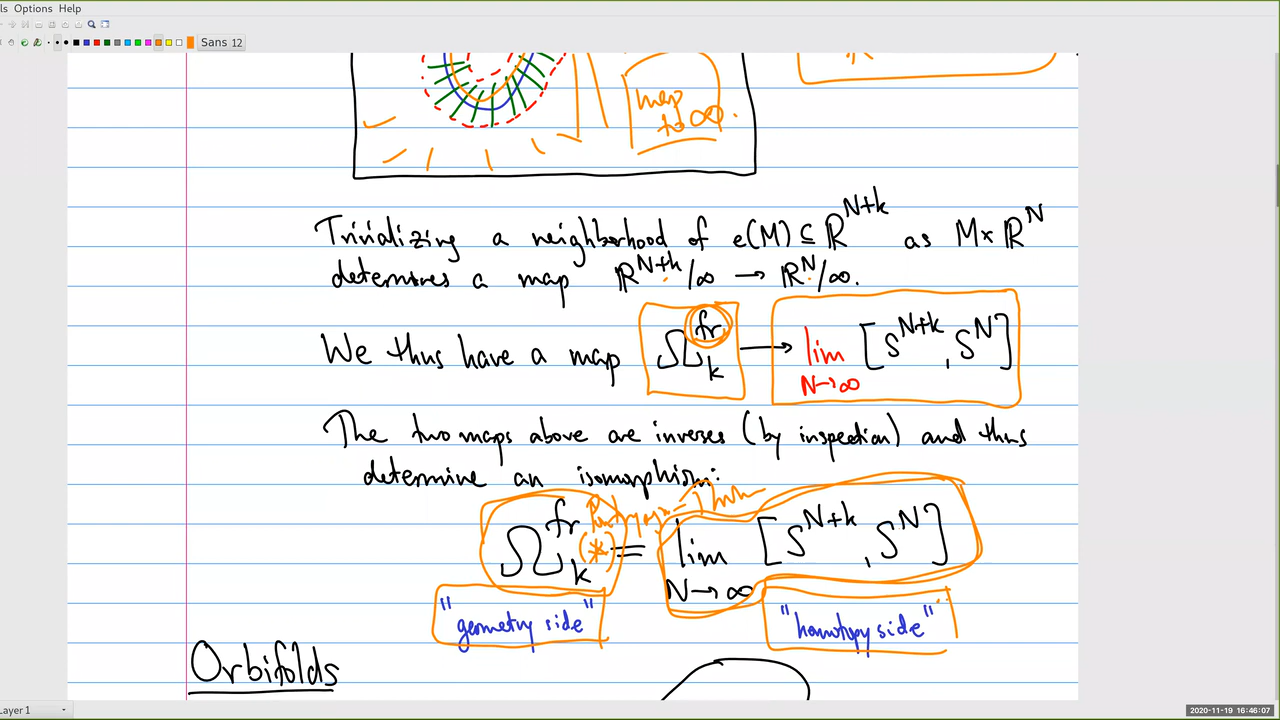 ls Options Help
Sans 12
map
to ∞.
Trivializing a neighborhood of e(M) ⊆ ℝ^{N+k} as M × ℝ^N
determines a map ℝ^{N+k}/∞ → ℝ^N/∞.
We thus have a map Ω^{fr}_k → lim_{N→∞} [S^{N+k}, S^N]
The two maps above are inverses (by inspection) and thus
determine an isomorphism:
Pontryagin-Thom
Ω^{fr}_k (*) = lim_{N→∞} [S^{N+k}, S^N]
"geometry side" "homotopy side"
Orbifolds
Layer 1
2020-11-19 16:46:07